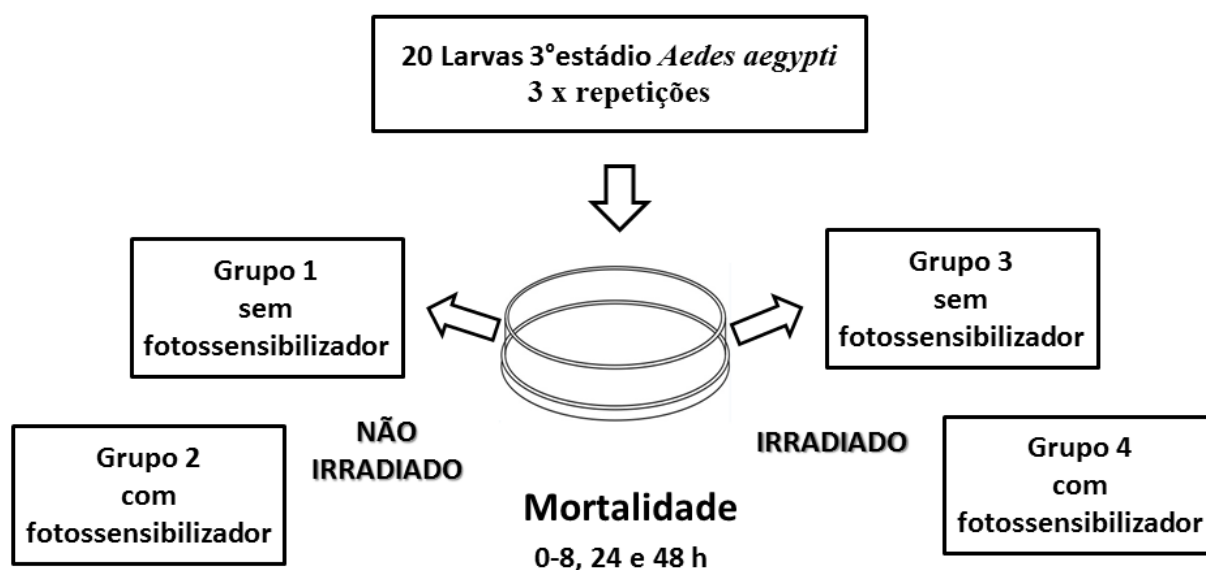 20 Larvas 3°estádio Aedes aegypti
3 x repetições
Grupo 1
sem
fotossensibilizador
Grupo 3
sem
fotossensibilizador
NÃO
IRRADIADO
IRRADIADO
Grupo 2
com
fotossensibilizador
Grupo 4
com
fotossensibilizador
Mortalidade
0-8, 24 e 48 h